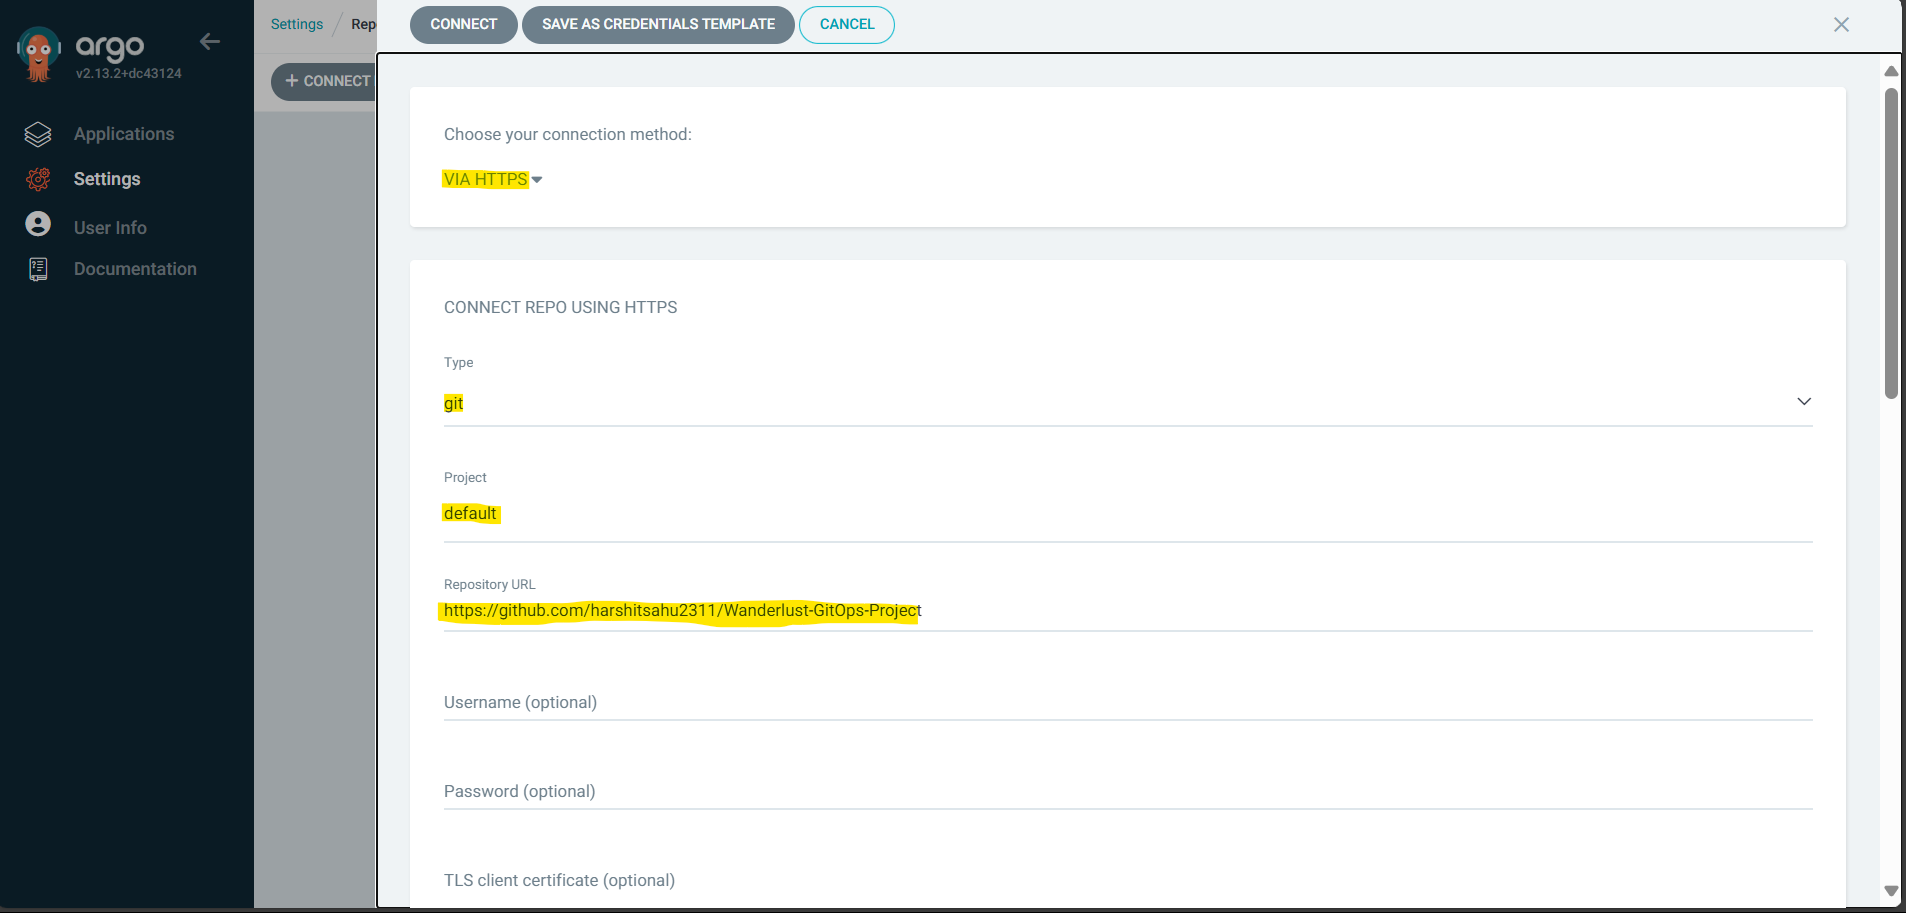 argo
v2.13.2+dc43124
Applications
Settings
User Info
Documentation
Settings / Rep
+ CONNECT
CONNECT
SAVE AS CREDENTIALS TEMPLATE
CANCEL
Choose your connection method:
VIA HTTPS
CONNECT REPO USING HTTPS
Type
git
Project
default
Repository URL
https://github.com/harshitsahu2311/Wanderlust-GitOps-Project
Username (optional)
Password (optional)
TLS client certificate (optional)